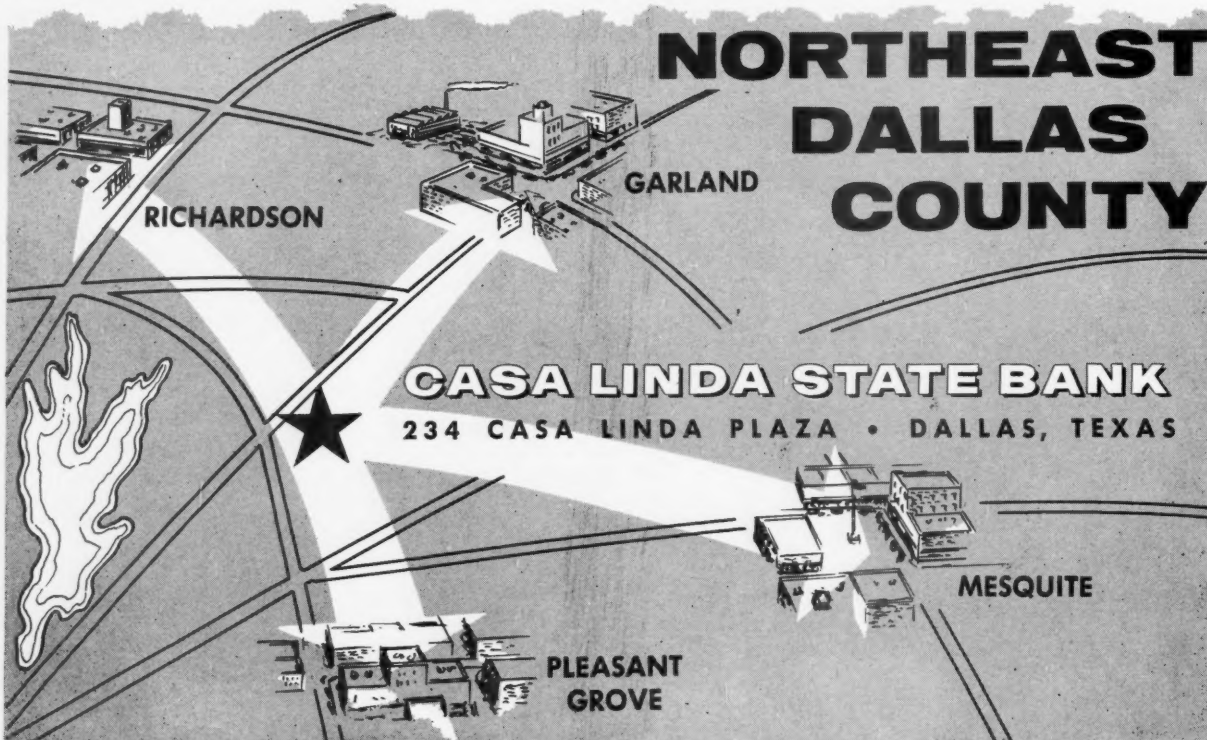 NORTHEAST
DALLAS
COUNTY
RICHARDSON
GARLAND
CASA LINDA STATE BANK
234 CASA LINDA PLAZA • DALLAS, TEXAS
MESQUITE
PLEASANT
GROVE